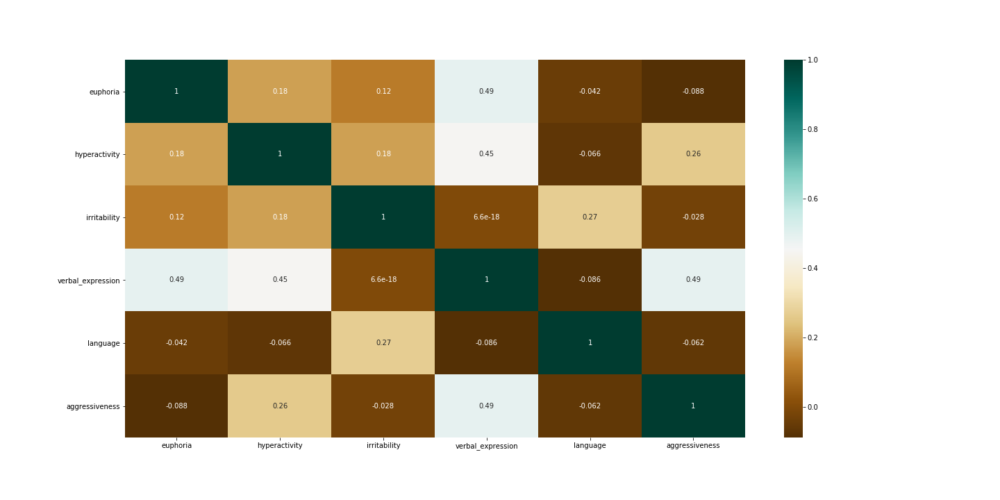 1.0
euphoria 1 0.18 0.12 0.49 -0.042 -0.088
0.8
hyperactivity 0.18 1 0.18 0.45 -0.066 0.26
0.6
irritability 0.12 0.18 1 6.6e-18 0.27 -0.028
0.4
verbal_expression 0.49 0.45 6.6e-18 1 -0.086 0.49
0.2
language -0.042 -0.066 0.27 -0.086 1 -0.062
0.0
aggressiveness -0.088 0.26 -0.028 0.49 -0.062 1
euphoria hyperactivity irritability verbal_expression language aggressiveness